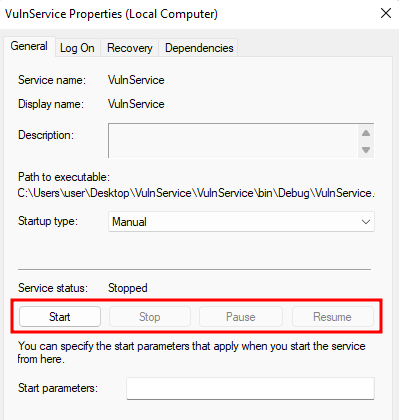 VulnService Properties (Local Computer)
General Log On Recovery Dependencies
Service name: VulnService
Display name: VulnService
Description:
Path to executable:
C:\Users\user\Desktop\VulnService\VulnService\bin\Debug\VulnService.
Startup type: Manual
Service status: Stopped
Start Stop Pause Resume
You can specify the start parameters that apply when you start the service
from here.
Start parameters: